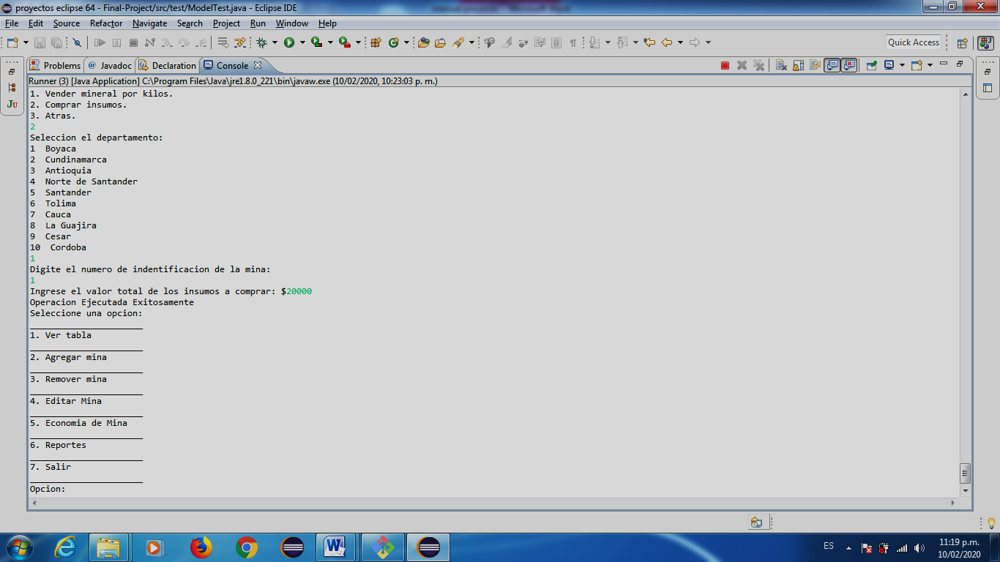 proyectos eclipse 64 - Final-Project/src/test/ModelTest.java - Eclipse IDE
File Edit Source Refactor Navigate Search Project Run Window Help
Quick Access
Problems @ Javadoc Declaration Console
Runner (3) [Java Application] C:\Program Files\Java\jre1.8.0_221\bin\javaw.exe (10/02/2020, 10:23:03 p. m.)
1. Vender mineral por kilos.
2. Comprar insumos.
3. Atras.
2
Seleccion el departamento:
1 Boyaca
2 Cundinamarca
3 Antioquia
4 Norte de Santander
5 Santander
6 Tolima
7 Cauca
8 La Guajira
9 Cesar
10 Cordoba
1
Digite el numero de indentificacion de la mina:
1
Ingrese el valor total de los insumos a comprar: $20000
Operacion Ejecutada Exitosamente
Seleccione una opcion:
______________________
1. Ver tabla
______________________
2. Agregar mina
______________________
3. Remover mina
______________________
4. Editar Mina
______________________
5. Economia de Mina
______________________
6. Reportes
______________________
7. Salir
______________________
Opcion:
ES
11:19 p.m.
10/02/2020